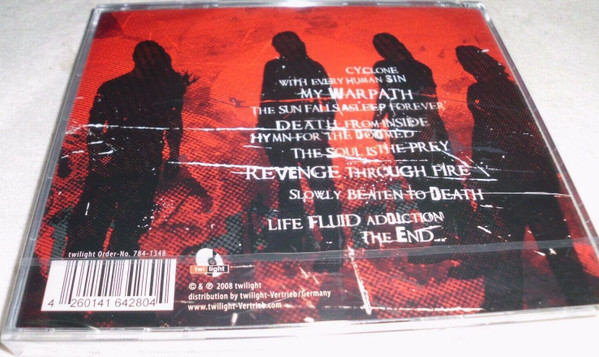 CYCLONE
WITH EVERY HUMAN SIN
MY WARPATH
THE SUN FALLS ASLEEP FOREVER
DEATH FROM INSIDE
HYMN FOR THE DOOMED
THE SOUL IS THE PREY
REVENGE THROUGH FIRE
SLOWLY BEATEN TO DEATH
LIFE FLUID ADDICTION
THE END...
twilight Order-No. 784-1348
twilight
4 260141 642804
© & ℗ 2008 twilight
distribution by twilight-Vertrieb/Germany
www.twilight-Vertrieb.com